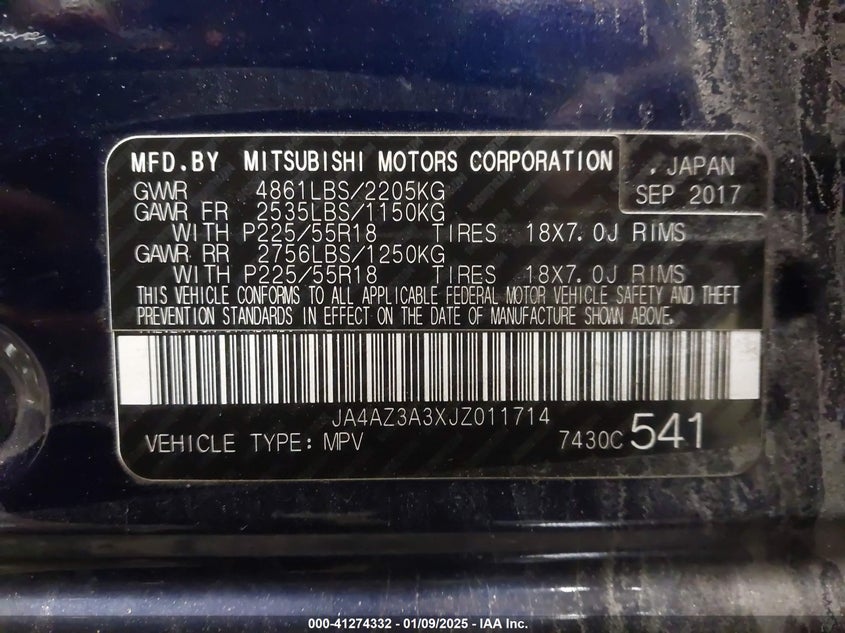 MFD.BY MITSUBISHI MOTORS CORPORATION
. JAPAN
SEP 2017
GVWR 4861LBS/2205KG
GAWR FR 2535LBS/1150KG
WITH P225/55R18 TIRES 18X7.0J RIMS
GAWR RR 2756LBS/1250KG
WITH P225/55R18 TIRES 18X7.0J RIMS
THIS VEHICLE CONFORMS TO ALL APPLICABLE FEDERAL MOTOR VEHICLE SAFETY AND THEFT
PREVENTION STANDARDS IN EFFECT ON THE DATE OF MANUFACTURE SHOWN ABOVE.
JA4AZ3A3XJZ011714
VEHICLE TYPE: MPV 7430C 541
000-41274332 - 01/09/2025 - IAA Inc.